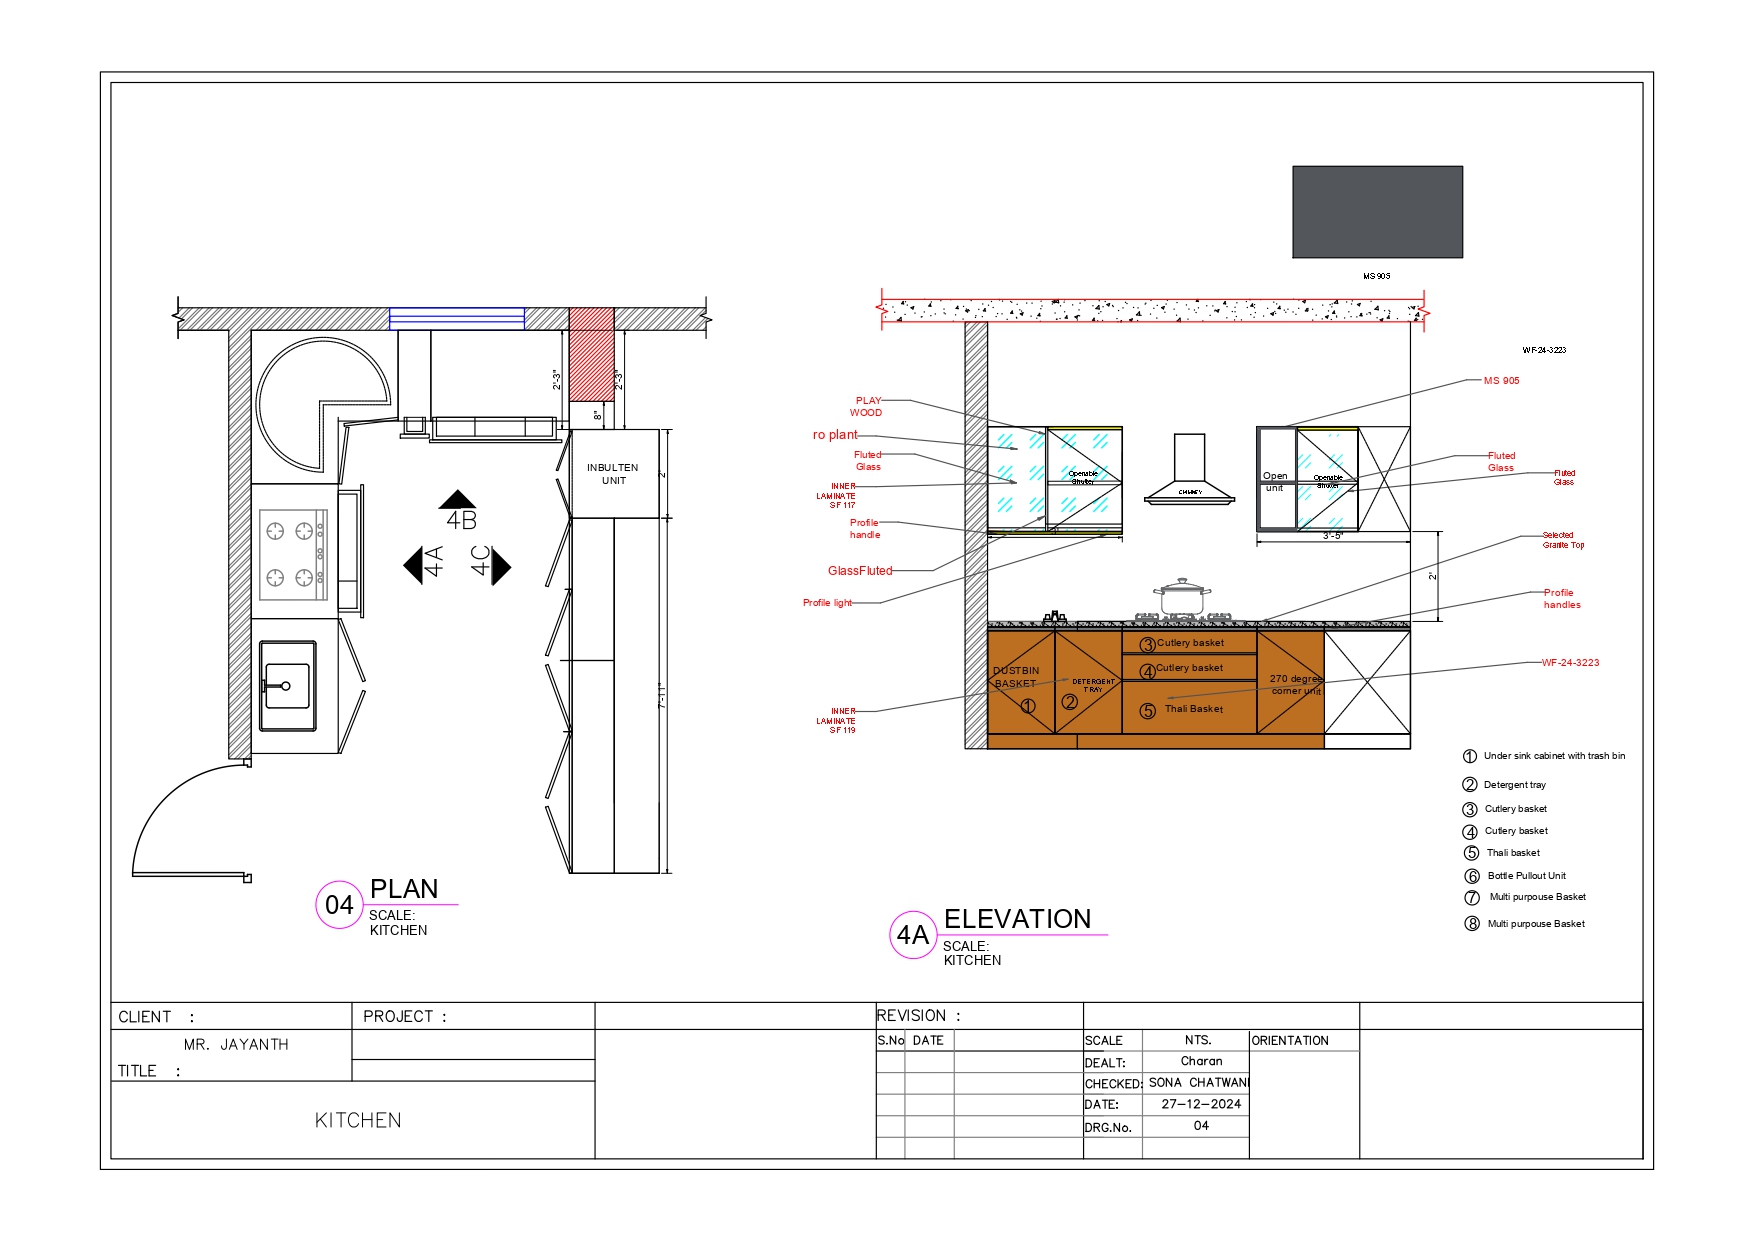 MS 905
WF-24-3223
MS 905
PLAY
WOOD
ro plant
Fluted
Glass
INNER
LAMINATE
SF 117
Profile
handle
GlassFluted
Profile light
Openable
Shutter
CHIMNEY
Open
unit
Openable
Shutter
3'-5"
2'
Fluted
Glass
Fluted
Glass
Selected
Granite Top
Profile
handles
WF-24-3223
INNER
LAMINATE
SF 119
DUSTBIN
BASKET
1
DETERGENT
TRAY
2
3 Cutlery basket
4 Cutlery basket
5 Thali Basket
270 degree
corner unit
2'-3"
2'-3"
8"
INBULTEN
UNIT
2'
7'-11"
4B
4A
4C
04 PLAN
SCALE:
KITCHEN
4A ELEVATION
SCALE:
KITCHEN
1 Under sink cabinet with trash bin
2 Detergent tray
3 Cutlery basket
4 Cutlery basket
5 Thali basket
6 Bottle Pullout Unit
7 Multi purpouse Basket
8 Multi purpouse Basket
CLIENT :
MR. JAYANTH
TITLE :
KITCHEN
PROJECT :
REVISION :
S.No DATE
SCALE NTS.
DEALT: Charan
CHECKED: SONA CHATWANI
DATE: 27-12-2024
DRG.No. 04
ORIENTATION